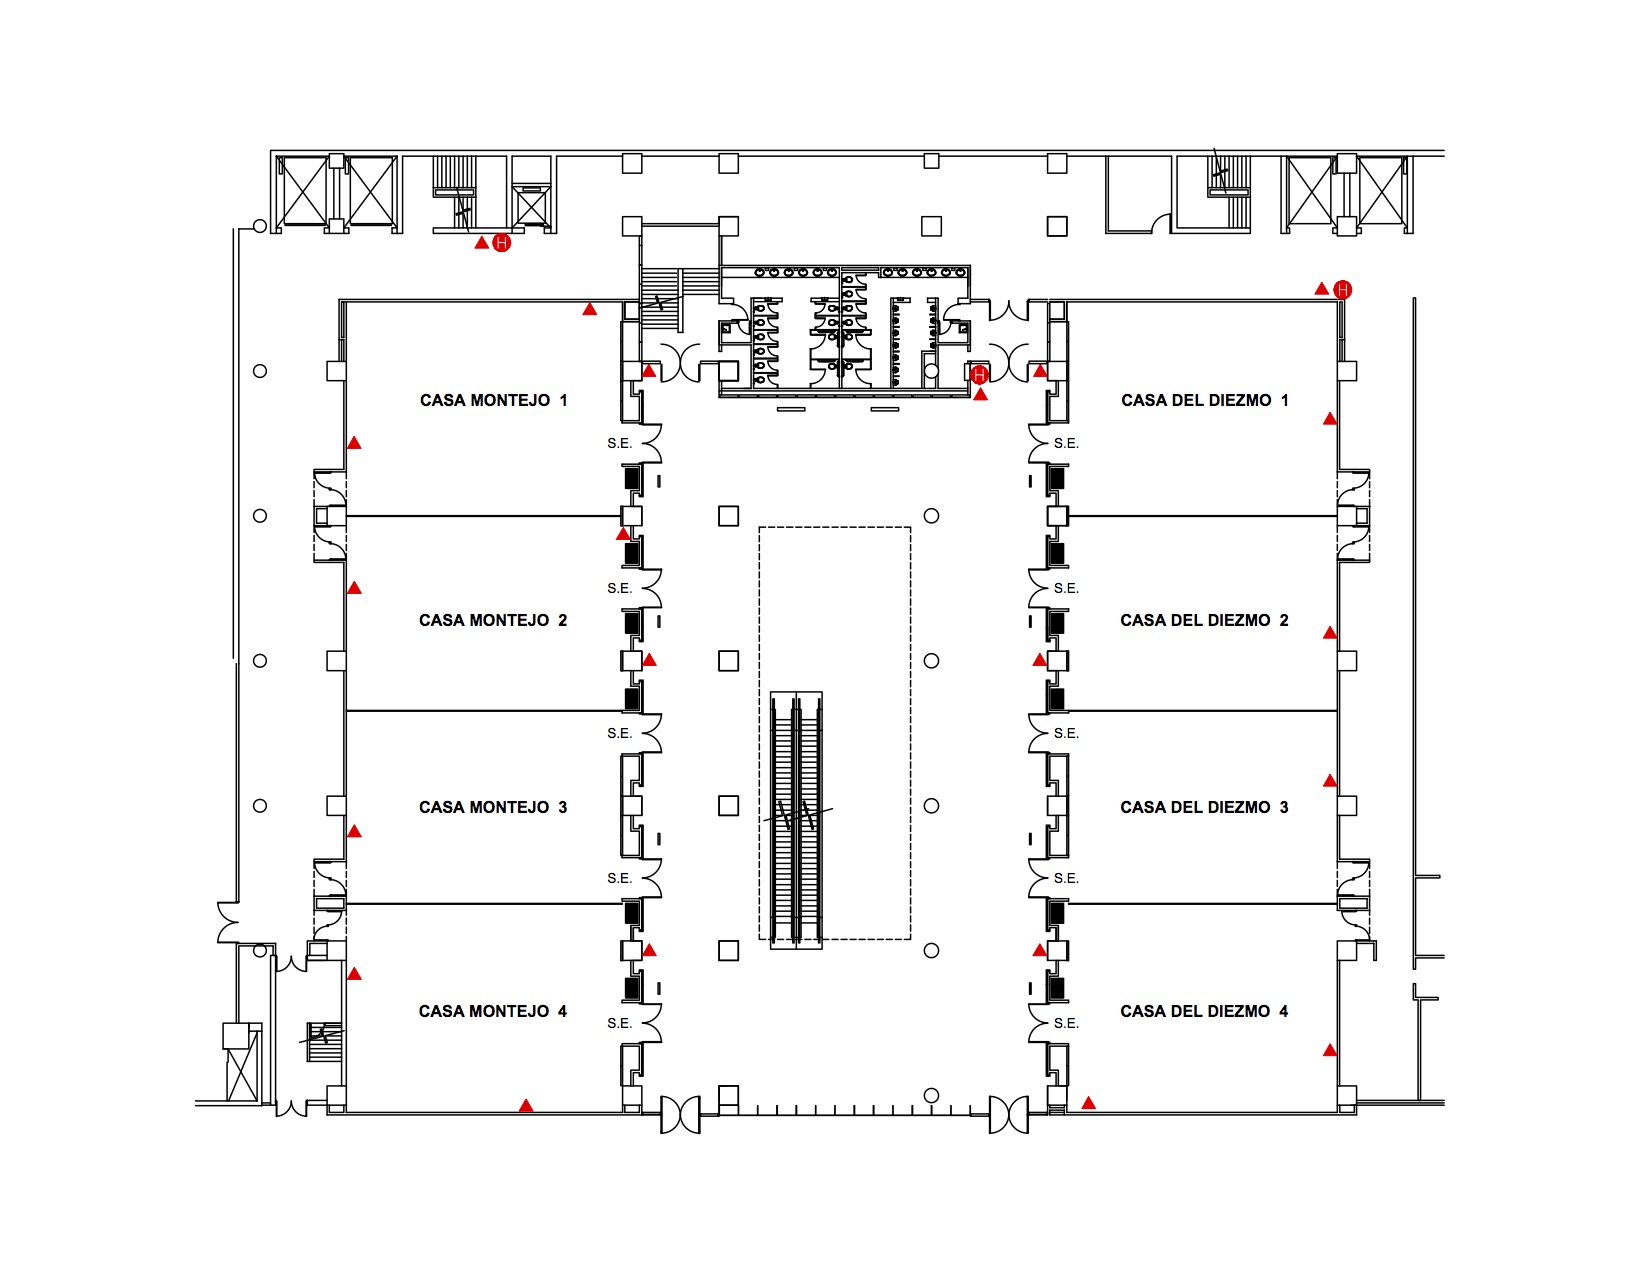 H
H
H
CASA MONTEJO 1
CASA DEL DIEZMO 1
S.E.
S.E.
S.E.
S.E.
CASA MONTEJO 2
CASA DEL DIEZMO 2
S.E.
S.E.
CASA MONTEJO 3
CASA DEL DIEZMO 3
S.E.
S.E.
CASA MONTEJO 4
CASA DEL DIEZMO 4
S.E.
S.E.